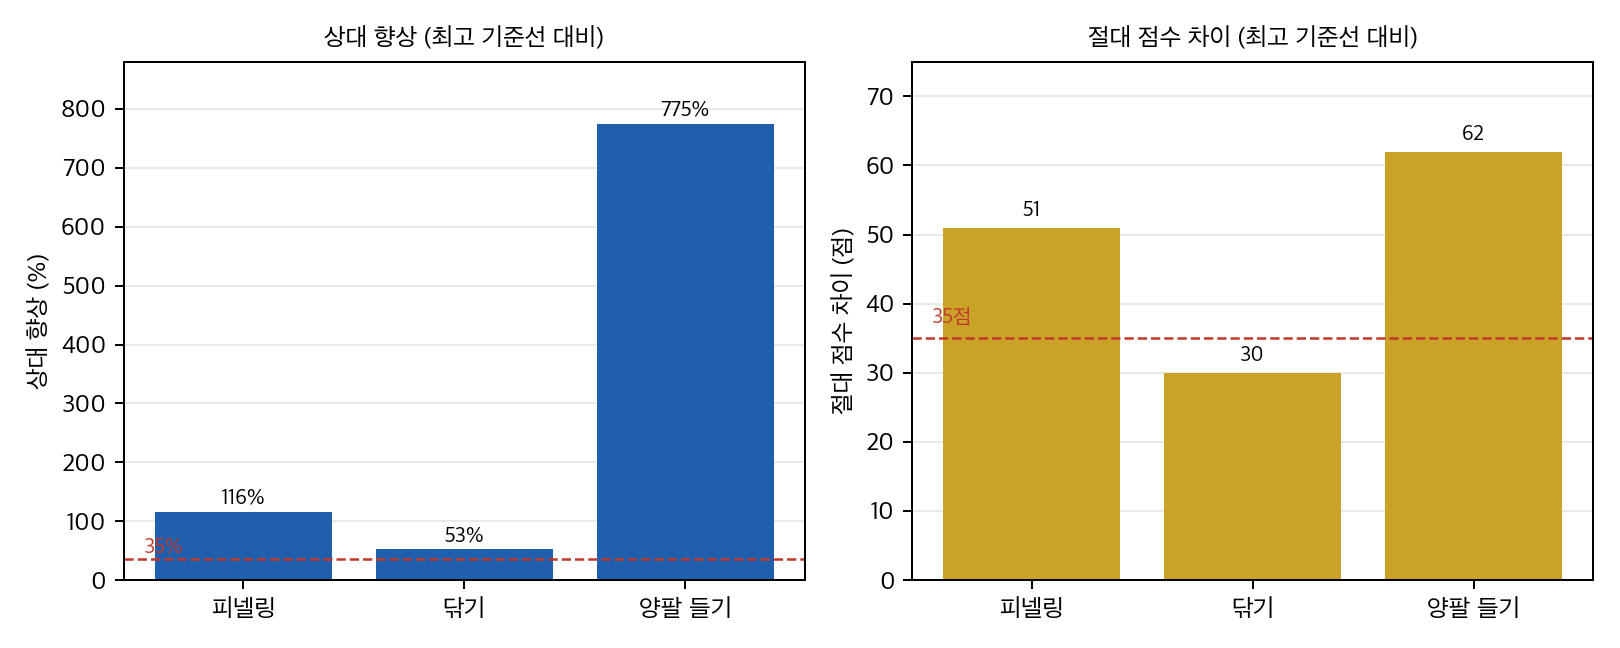 상대 향상 (최고 기준선 대비)
상대 향상 (%)
800
700
600
500
400
300
200
100
0
775%
116%
53%
35%
피넬링
닦기
양팔 들기
절대 점수 차이 (최고 기준선 대비)
절대 점수 차이 (점)
70
60
50
40
30
20
10
0
62
51
35점
30
피넬링
닦기
양팔 들기